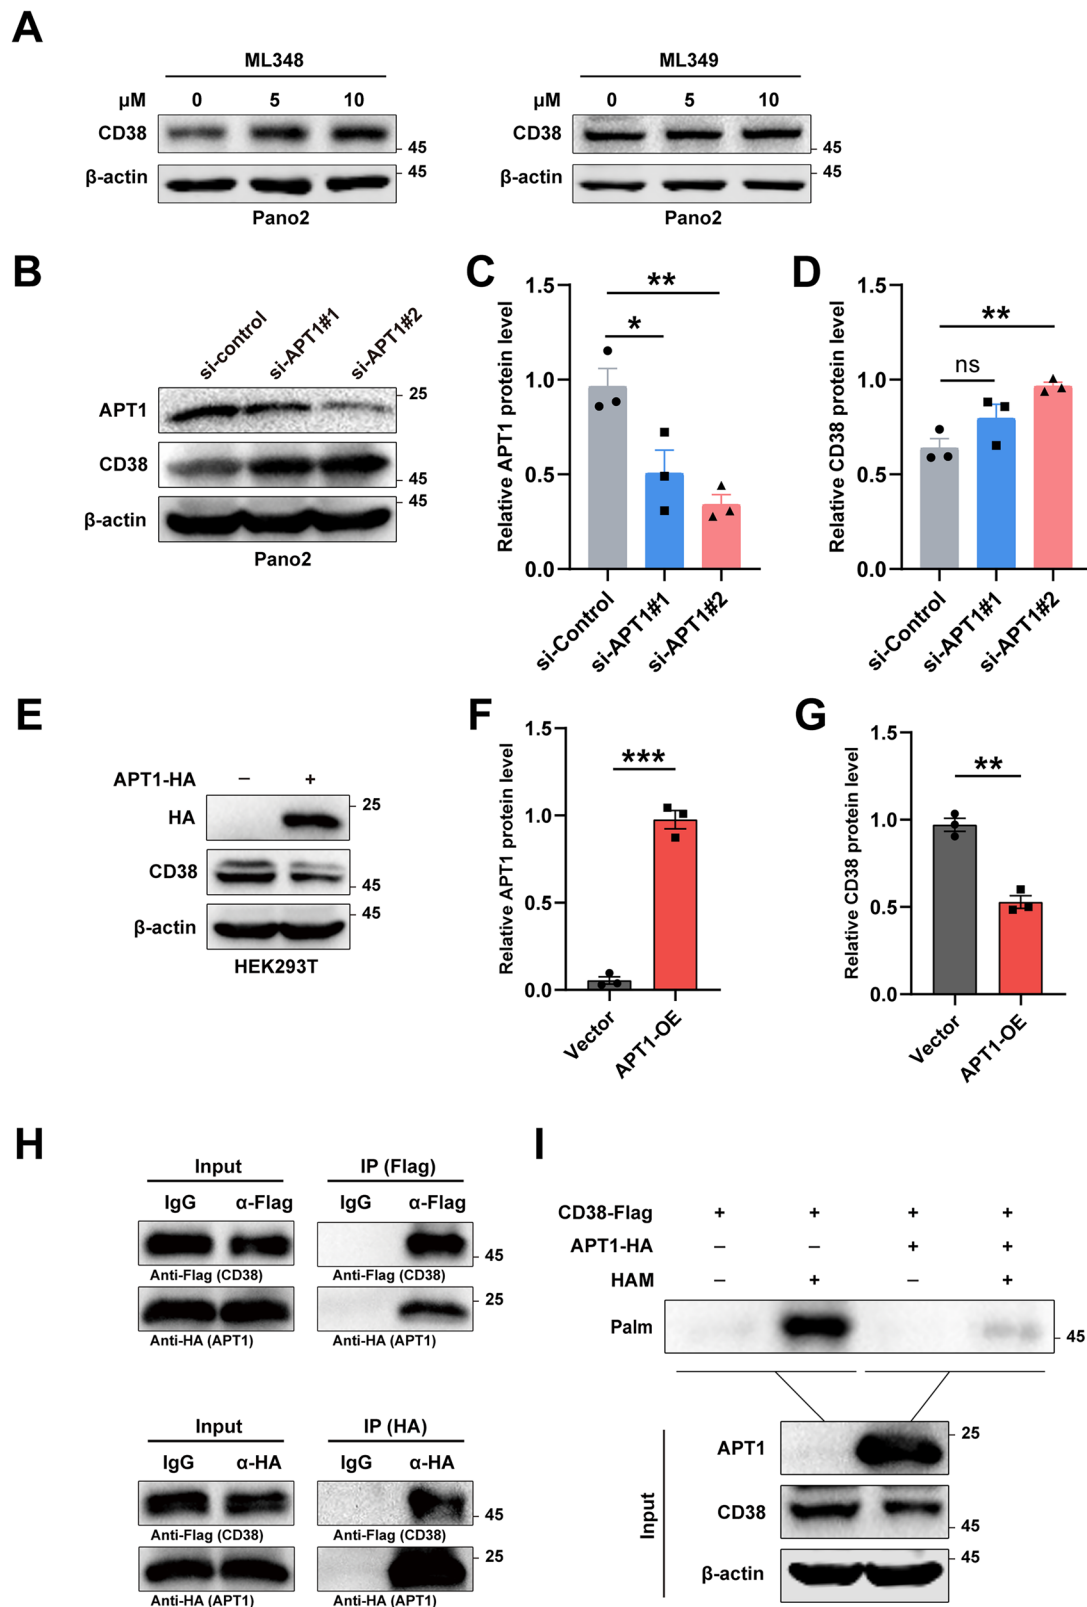 A
ML348
ML349
μM 0 5 10
μM 0 5 10
CD38 45
CD38 45
β-actin 45
β-actin 45
Pano2
Pano2
B
si-control si-APT1#1 si-APT1#2
APT1 25
CD38 45
β-actin 45
Pano2
C
Relative APT1 protein level
1.5
1.0
0.5
0.0
**
*
si-Control si-APT1#1 si-APT1#2
D
Relative CD38 protein level
1.5
1.0
0.5
0.0
**
ns
si-Control si-APT1#1 si-APT1#2
E
APT1-HA – +
HA 25
CD38 45
β-actin 45
HEK293T
F
Relative APT1 protein level
1.5
1.0
0.5
0.0
***
Vector APT1-OE
G
Relative CD38 protein level
1.5
1.0
0.5
0.0
**
Vector APT1-OE
H
Input IP (Flag)
IgG α-Flag IgG α-Flag
45
Anti-Flag (CD38) Anti-Flag (CD38)
25
Anti-HA (APT1) Anti-HA (APT1)
Input IP (HA)
IgG α-HA IgG α-HA
45
Anti-Flag (CD38) Anti-Flag (CD38)
25
Anti-HA (APT1) Anti-HA (APT1)
I
CD38-Flag + + + +
APT1-HA – – + +
HAM – + – +
Palm 45
Input
APT1 25
CD38 45
β-actin 45